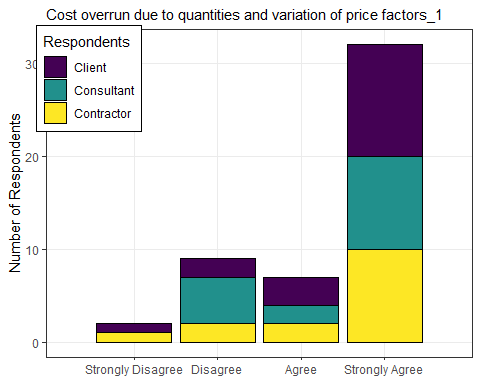 Cost overrun due to quantities and variation of price factors_1
Respondents
Client
Consultant
Contractor
Number of Respondents
30
20
10
0
Strongly Disagree
Disagree
Agree
Strongly Agree